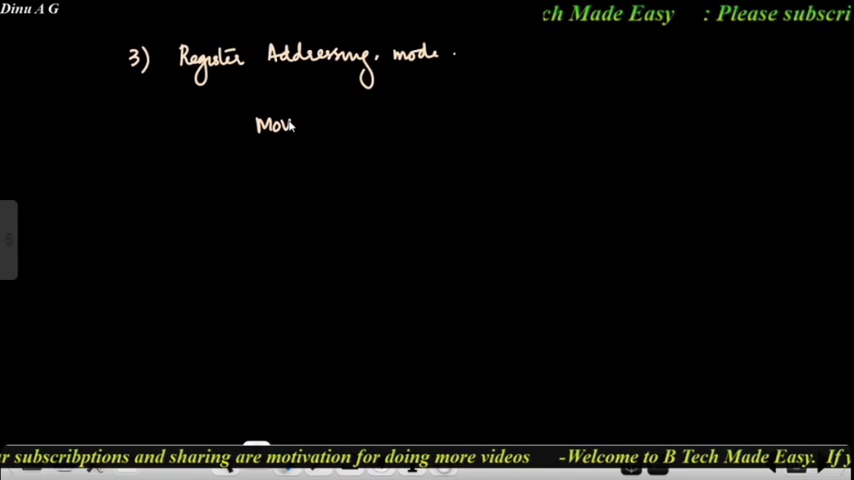 Dinu A G
ch Made Easy : Please subscri
3) Register Addressing mode.
Mov
r subscribptions and sharing are motivation for doing more videos -Welcome to B Tech Made Easy. If y